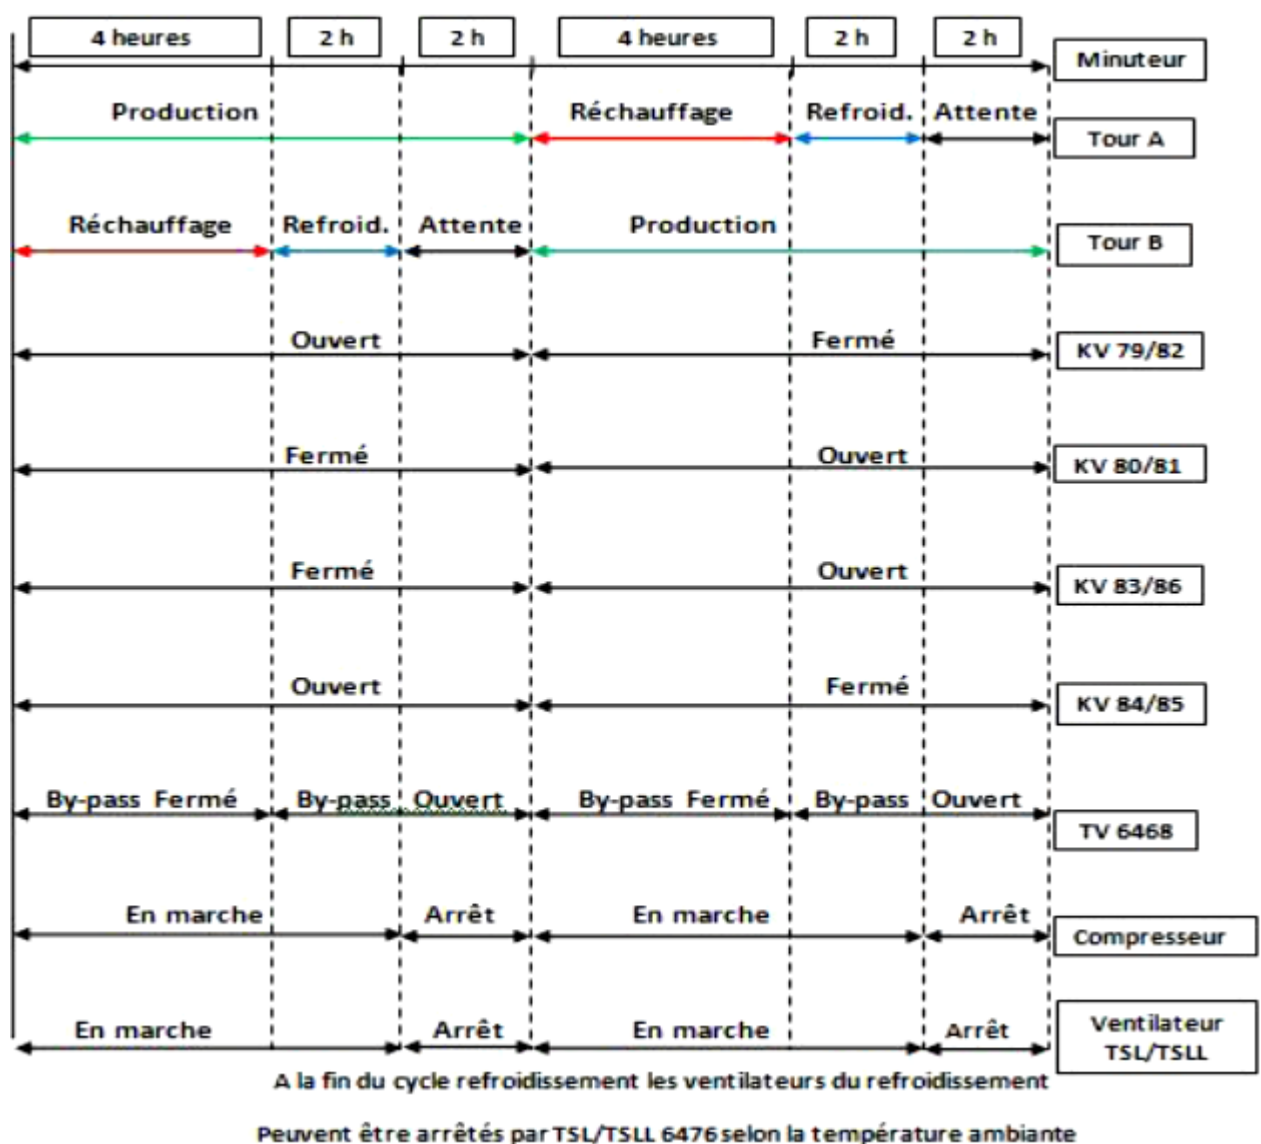 4 heures 2 h 2 h 4 heures 2 h 2 h
Minuteur
Production Réchauffage Refroid. Attente
Tour A
Réchauffage Refroid. Attente Production
Tour B
Ouvert Fermé
KV 79/82
Fermé Ouvert
KV 80/81
Fermé Ouvert
KV 83/86
Ouvert Fermé
KV 84/85
By-pass Fermé By-pass Ouvert By-pass Fermé By-pass Ouvert
TV 6468
En marche Arrêt En marche Arrêt
Compresseur
En marche Arrêt En marche Arrêt
Ventilateur
TSL/TSLL
A la fin du cycle refroidissement les ventilateurs du refroidissement
Peuvent être arrêtés par TSL/TSLL 6476 selon la température ambiante